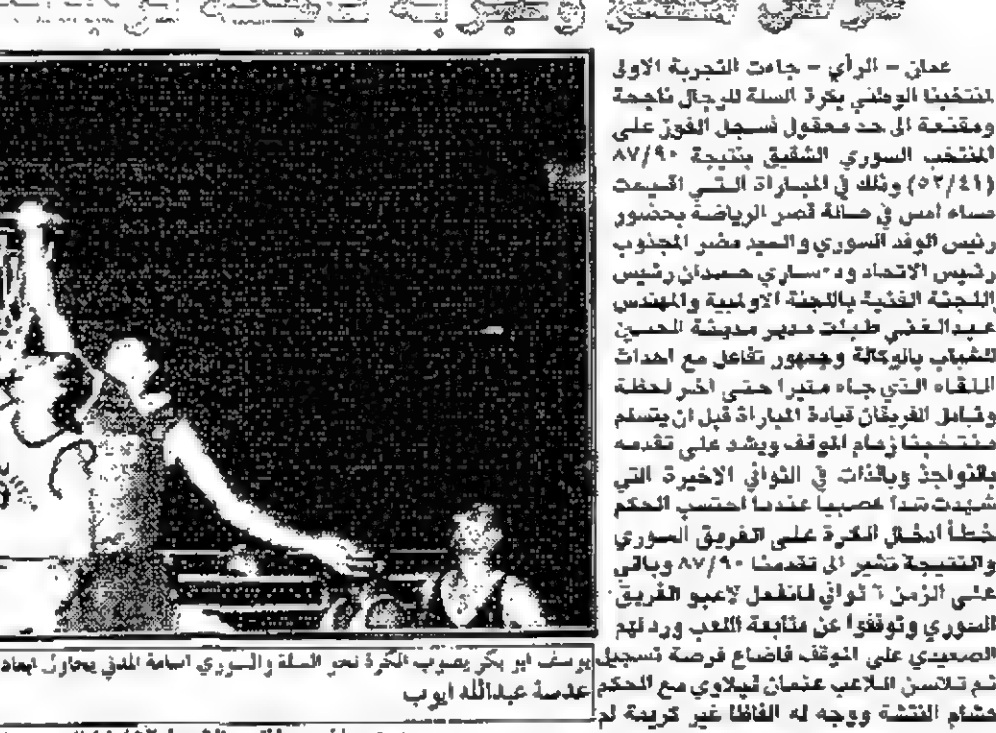 عمان - الرأي - جاءت التجربة الاولى
لمنتخبنا الوطني بكرة السلة للرجال ناجحة
ومقنعة الى حد معقول فسجل الفوز على
المنتخب السوري الشقيق بنتيجة ٨٧/٩٠
(٥٢/٤١) وذلك في المباراة التي اقيمت
مساء امس في صالة قصر الرياضة بحضور
رئيس الوفد السوري والسيد مضر المجذوب
رئيس الاتحاد ود. ساري حمدان رئيس
اللجنة الفنية باللجنة الاولمبية والمهندس
عبدالغني طبلت مدير مدينة الحسين
للشباب بالوكالة وجمهور تفاعل مع احداث
اللقاء الذي جاء مثيرا حتى اخر لحظة
وتبادل الفريقان قيادة المباراة قبل ان يتسلم
منتخبنا زمام الموقف ويشد على تقدمه
بالنواجذ وبالذات في الثواني الاخيرة التي
شهدت شدا عصبيا عندما احتسب الحكم
خطأ ادخال الكرة على الفريق السوري
والنتيجة تشير الى تقدمنا ٨٧/٩٠ وباقي
على الزمن ٦ ثواني فانفعل لاعبو الفريق
السوري وتوقفوا عن متابعة اللعب وردلهم
الصعيدي على الموقف فاضاع فرصة تسجيل
ثم تلاسن اللاعب عثمان قبلاوي مع الحكم
هشام الفتشة ووجه له الفاظا غير كريمة لم
يوسف ابو بكر يصوب الكرة نحو السلة والسوري اسامة المدني يحاول ابعاد
عدسة عبدالله ايوب